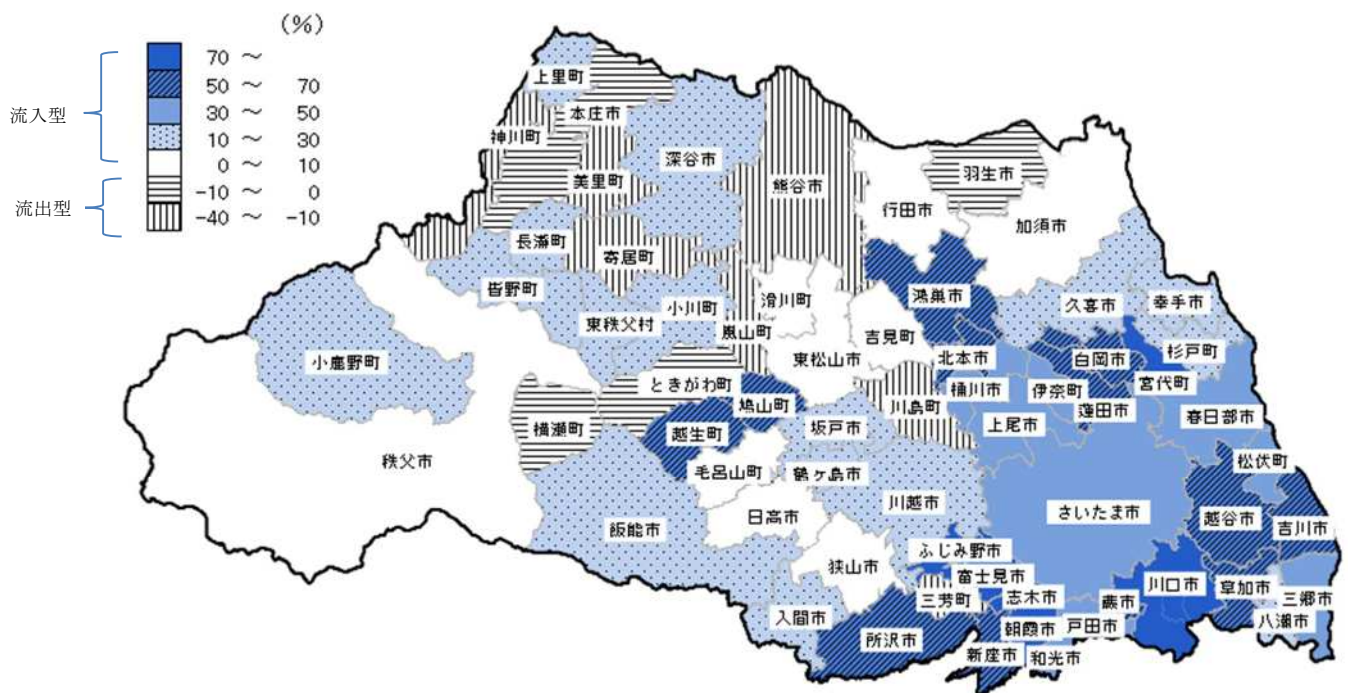 (%)
70 ～
50 ～ 70
30 ～ 50
10 ～ 30
0 ～ 10
-10 ～ 0
-40 ～ -10
流入型
流出型
上里町
本庄市
神川町
深谷市
美里町
熊谷市
羽生市
行田市
加須市
長瀞町
寄居町
皆野町
小川町
滑川町
鴻巣市
久喜市
幸手市
東秩父村
嵐山町
吉見町
小鹿野町
東松山市
北本市
白岡市
杉戸町
ときがわ町
桶川市
伊奈町
宮代町
鳩山町
川島町
蓮田市
横瀬町
越生町
坂戸市
上尾市
春日部市
秩父市
毛呂山町
鶴ヶ島市
松伏町
川越市
さいたま市
日高市
越谷市
吉川市
飯能市
ふじみ野市
狭山市
富士見市
川口市
草加市
三芳町
志木市
蕨市
三郷市
入間市
朝霞市
戸田市
八潮市
所沢市
新座市
和光市